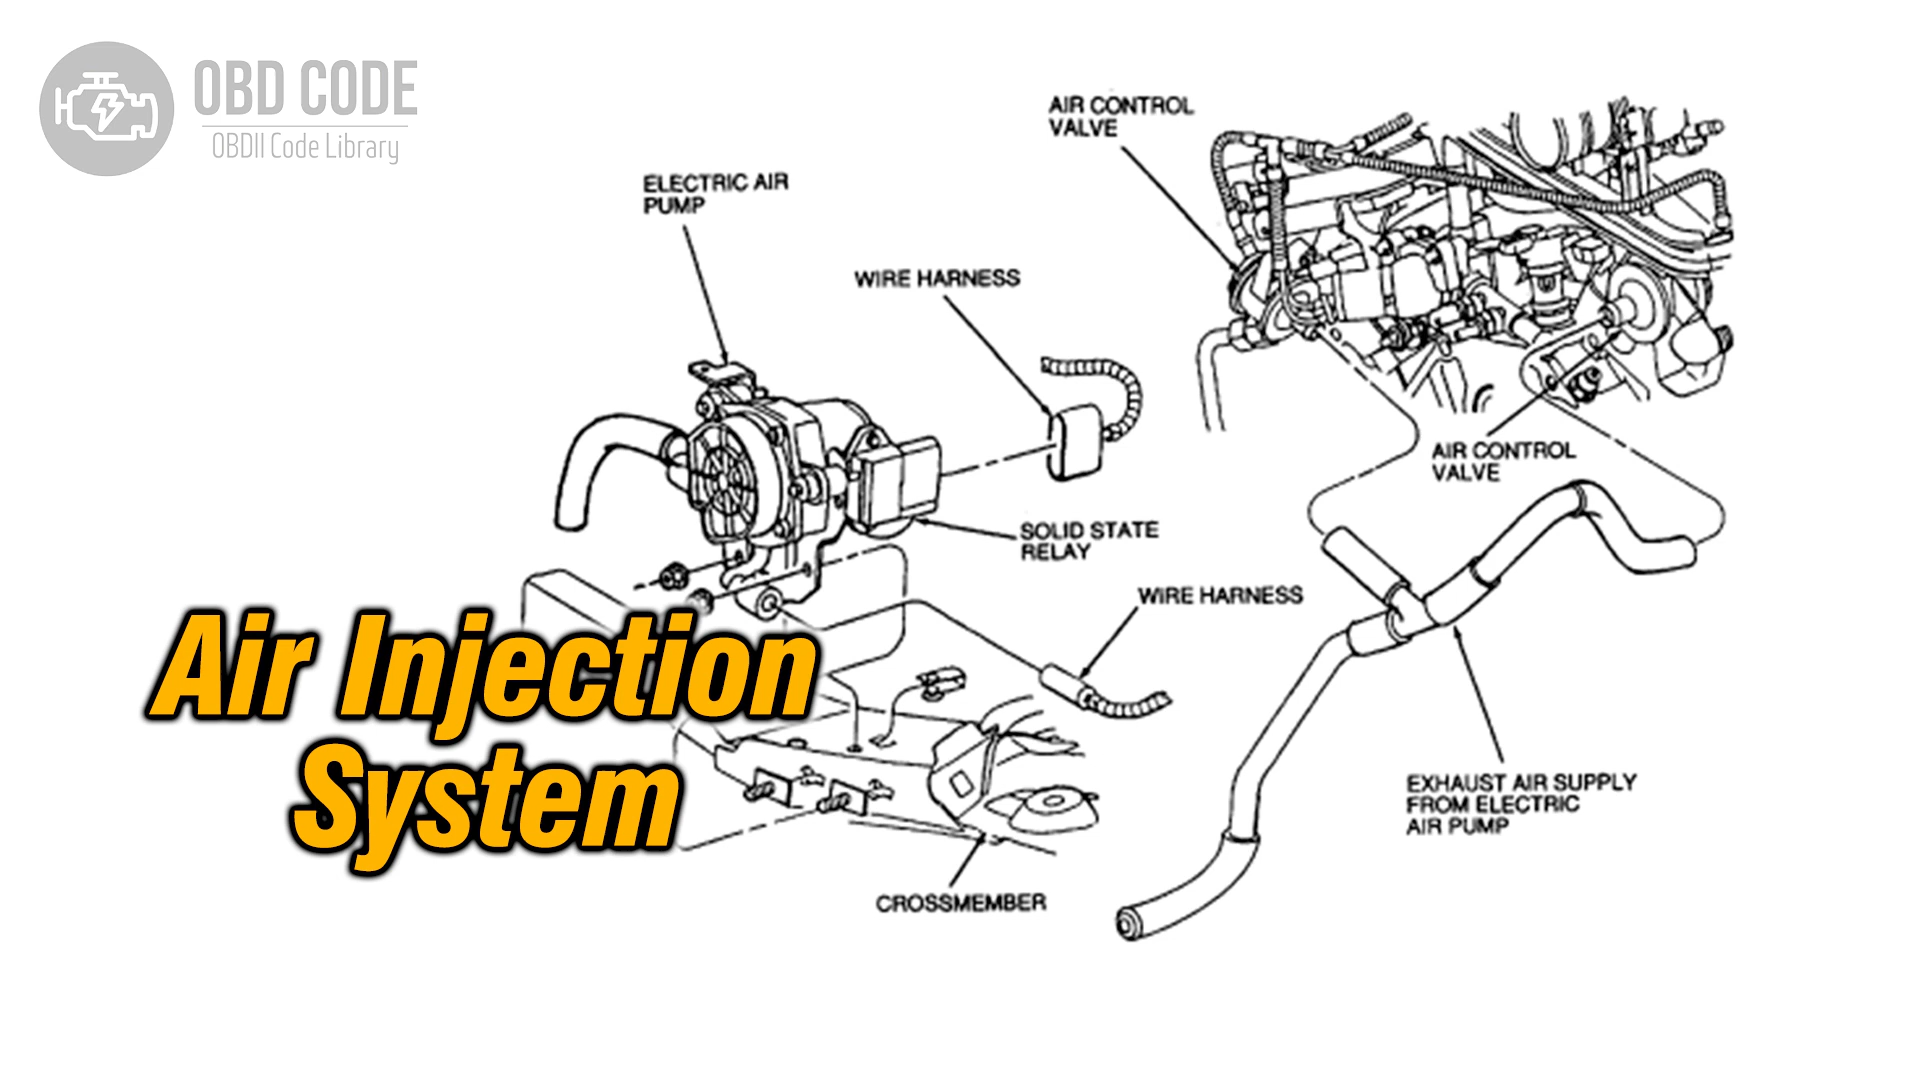 OBD CODE
OBDII Code Library
AIR CONTROL
VALVE
ELECTRIC AIR
PUMP
WIRE HARNESS
AIR CONTROL
VALVE
SOLID STATE
RELAY
WIRE HARNESS
Air Injection
System
EXHAUST AIR SUPPLY
FROM ELECTRIC
AIR PUMP
CROSSMEMBER